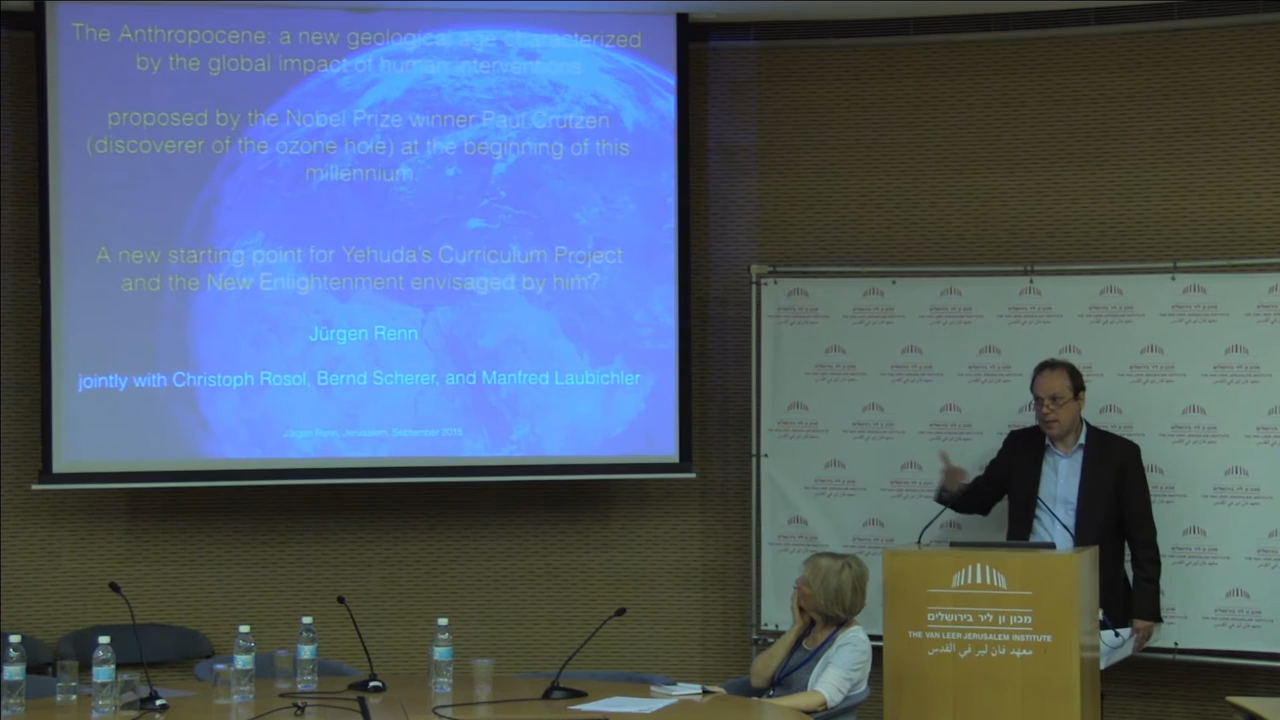 The Anthropocene: a new geological age characterized
by the global impact of human interventions
proposed by the Nobel Prize winner Paul Crutzen
(discoverer of the ozone hole) at the beginning of this
millennium.
A new starting point for Yehuda's Curriculum Project
and the New Enlightenment envisaged by him?
Jürgen Renn
jointly with Christoph Rosol, Bernd Scherer, and Manfred Laubichler
Jürgen Renn, Jerusalem, September 2015
מכון ון ליר בירושלים
THE VAN LEER JERUSALEM INSTITUTE
معهد فان لير في القدس